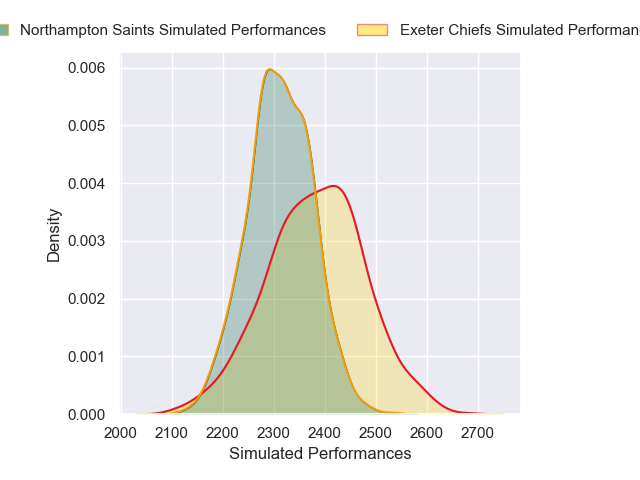 Northampton Saints Simulated Performances Exeter Chiefs Simulated
0.006
0.005
0.004
0.003
0.002
0.001
0.000
Density
2000 2100 2200 2300 2400 2500 2600 2700
Simulated Performances